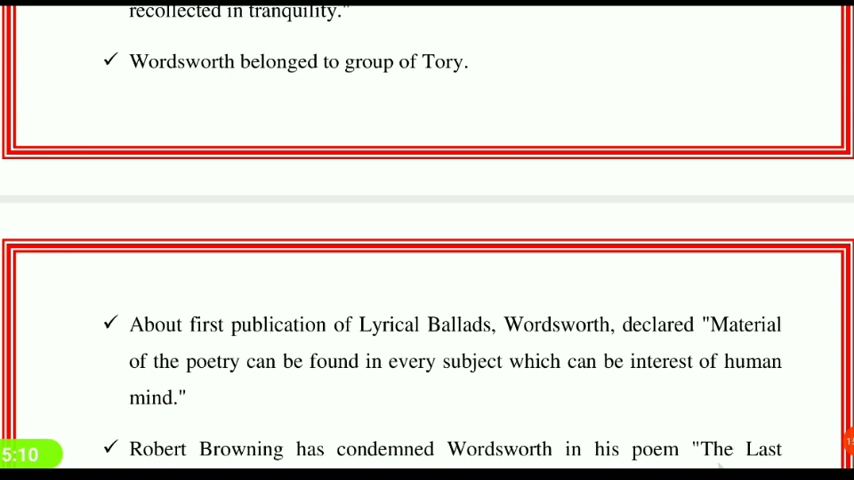 recollected in tranquility."
✓ Wordsworth belonged to group of Tory.
✓ About first publication of Lyrical Ballads, Wordsworth, declared "Material
of the poetry can be found in every subject which can be interest of human
mind."
✓ Robert Browning has condemned Wordsworth in his poem "The Last
5:10